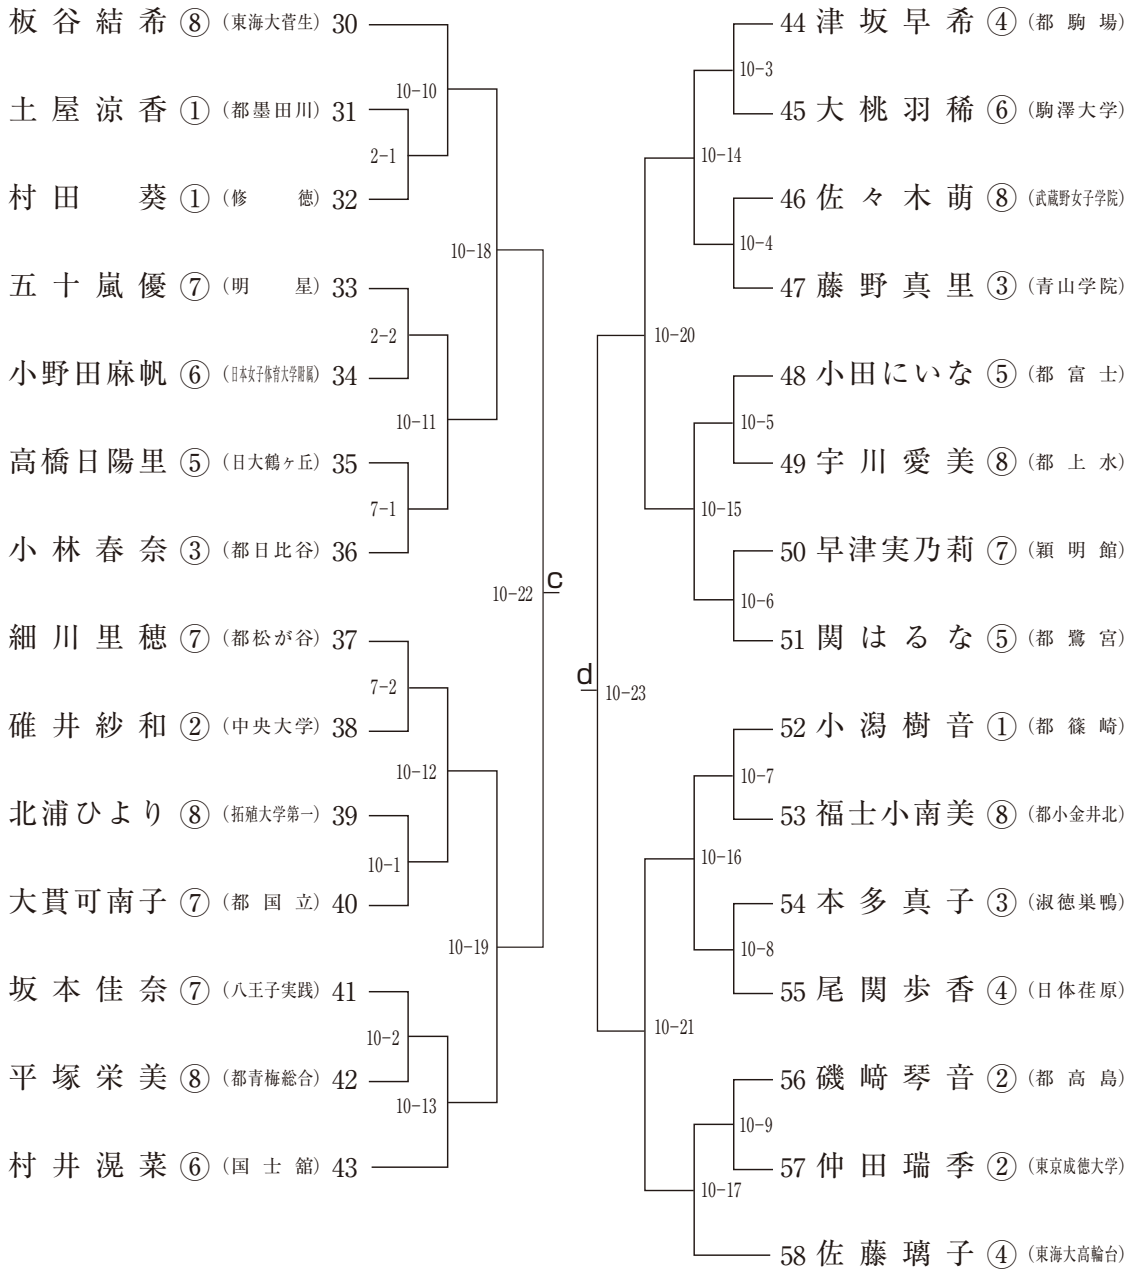 板谷結希 ⑧ (東海大菅生) 30
土屋涼香 ① (都墨田川) 31
村田 葵 ① (修 徳) 32
五十嵐優 ⑦ (明 星) 33
小野田麻帆 ⑥ (日本女子体育大学附属) 34
高橋日陽里 ⑤ (日大鶴ヶ丘) 35
小林春奈 ③ (都日比谷) 36
細川里穂 ⑦ (都松が谷) 37
碓井紗和 ② (中央大学) 38
北浦ひより ⑧ (拓殖大学第一) 39
大貫可南子 ⑦ (都国立) 40
坂本佳奈 ⑦ (八王子実践) 41
平塚栄美 ⑧ (都青梅総合) 42
村井滉菜 ⑥ (国士舘) 43
10-10
2-1
10-18
2-2
10-11
7-1
10-22
c
7-2
10-12
10-1
10-19
10-2
10-13
44 津坂早希 ④ (都駒場)
45 大桃羽稀 ⑥ (駒澤大学)
46 佐々木萌 ⑧ (武蔵野女子学院)
47 藤野真里 ③ (青山学院)
48 小田にいな ⑤ (都富士)
49 宇川愛美 ⑧ (都上水)
50 早津実乃莉 ⑦ (穎明館)
51 関はるな ⑤ (都鷺宮)
52 小潟樹音 ① (都篠崎)
53 福士小南美 ⑧ (都小金井北)
54 本多真子 ③ (淑徳巣鴨)
55 尾関歩香 ④ (日体荏原)
56 磯﨑琴音 ② (都高島)
57 仲田瑞季 ② (東京成徳大学)
58 佐藤璃子 ④ (東海大高輪台)
10-3
10-14
10-4
10-20
10-5
10-15
10-6
d
10-23
10-7
10-16
10-8
10-21
10-9
10-17